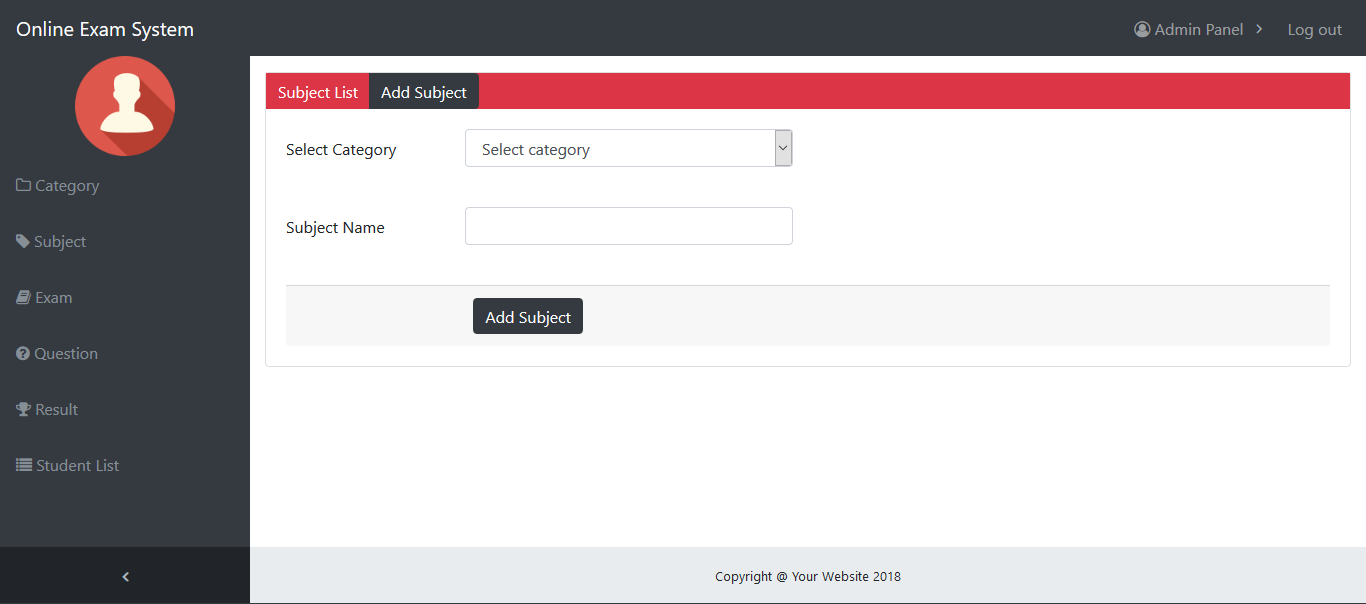 Online Exam System
Admin Panel
Log out
Subject List
Add Subject
Category
Subject
Exam
Question
Result
Student List
Select Category
Select category
Subject Name
Add Subject
Copyright @ Your Website 2018